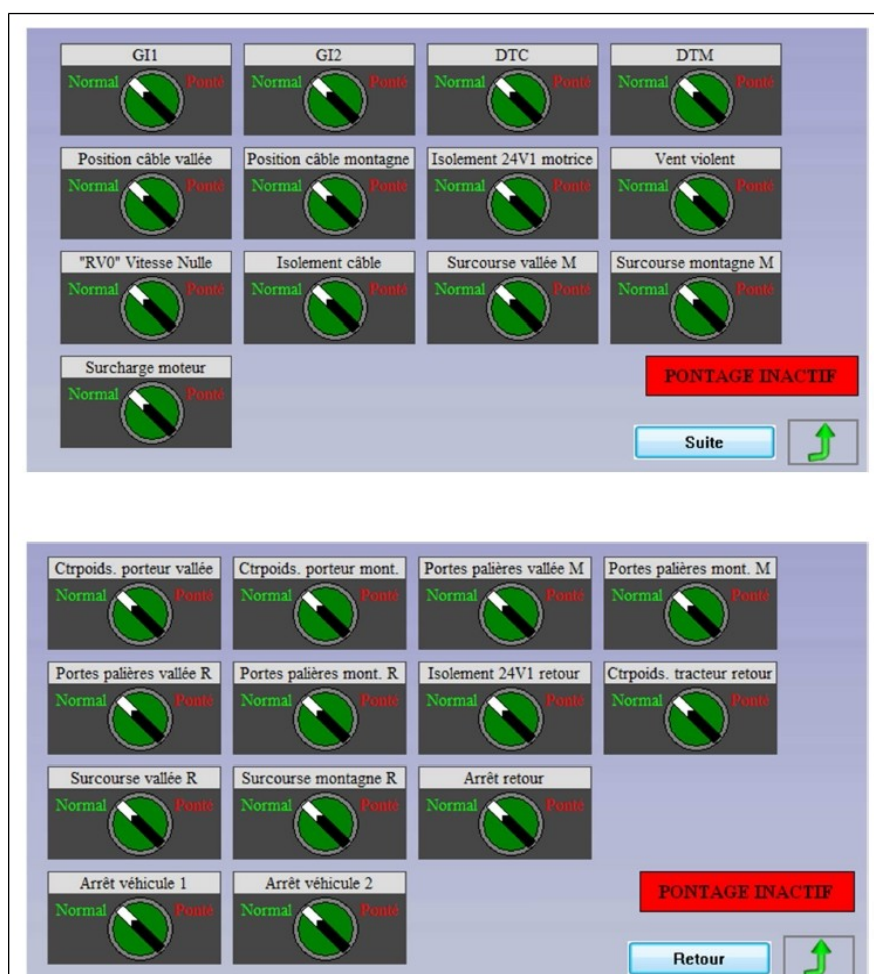 GI1 GI2 DTC DTM
Normal Ponté Normal Ponté Normal Ponté Normal Ponté
Position câble vallée Position câble montagne Isolement 24V1 motrice Vent violent
Normal Ponté Normal Ponté Normal Ponté Normal Ponté
"RV0" Vitesse Nulle Isolement câble Surcourse vallée M Surcourse montagne M
Normal Ponté Normal Ponté Normal Ponté Normal Ponté
Surcharge moteur
Normal Ponté
PONTAGE INACTIF
Suite
Ctrpoids. porteur vallée Ctrpoids. porteur mont. Portes palières vallée M Portes palières mont. M
Normal Ponté Normal Ponté Normal Ponté Normal Ponté
Portes palières vallée R Portes palières mont. R Isolement 24V1 retour Ctrpoids. tracteur retour
Normal Ponté Normal Ponté Normal Ponté Normal Ponté
Surcourse vallée R Surcourse montagne R Arrêt retour
Normal Ponté Normal Ponté Normal Ponté
Arrêt véhicule 1 Arrêt véhicule 2
Normal Ponté Normal Ponté
PONTAGE INACTIF
Retour